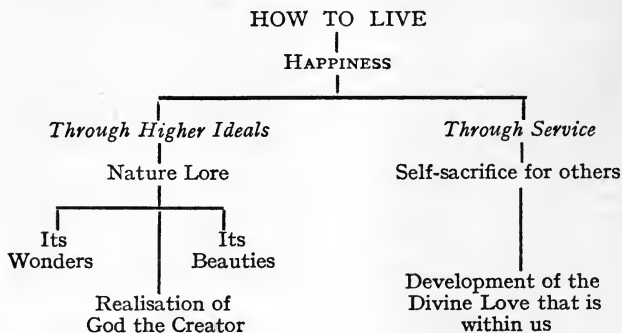 HOW TO LIVE
HAPPINESS
Through Higher Ideals
Through Service
Nature Lore
Self-sacrifice for others
Its
Wonders
Its
Beauties
Realisation of
God the Creator
Development of the
Divine Love that is
within us